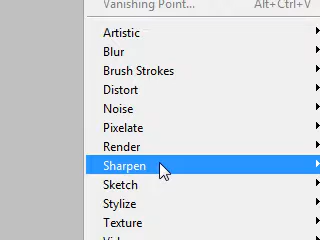 Vanishing Point... Alt+Ctrl+V
Artistic
Blur
Brush Strokes
Distort
Noise
Pixelate
Render
Sharpen
Sketch
Stylize
Texture